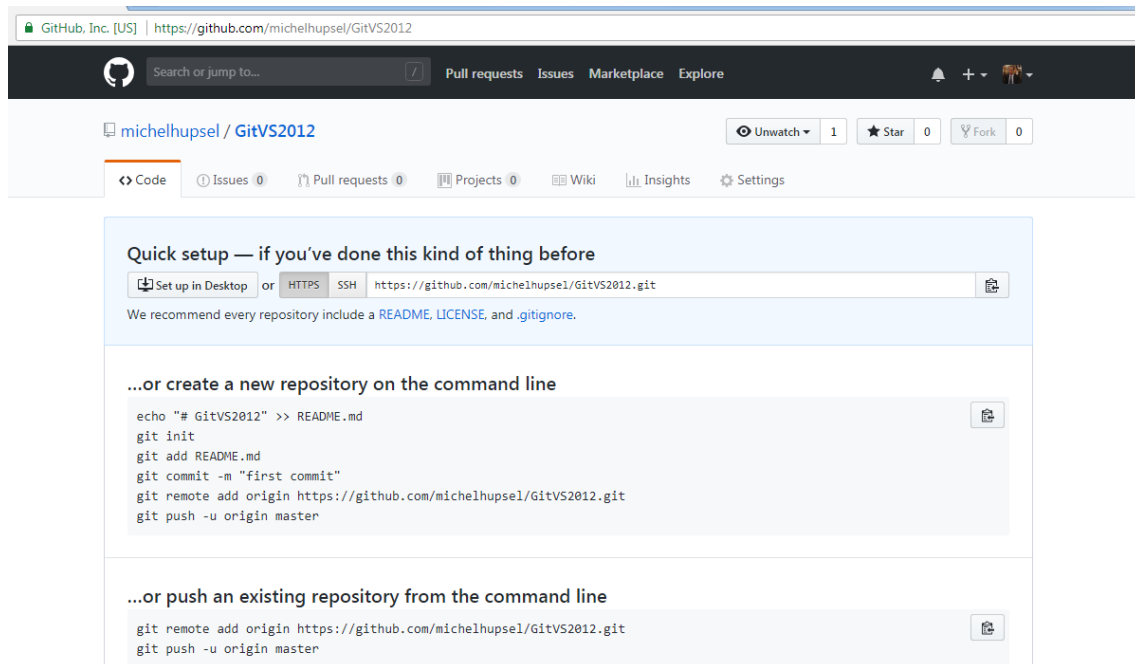 GitHub, Inc. [US] | https://github.com/michelhupsel/GitVS2012
Search or jump to... / Pull requests Issues Marketplace Explore
michelhupsel / GitVS2012 Unwatch 1 Star 0 Fork 0
Code Issues 0 Pull requests 0 Projects 0 Wiki Insights Settings
Quick setup — if you’ve done this kind of thing before
Set up in Desktop or HTTPS SSH https://github.com/michelhupsel/GitVS2012.git
We recommend every repository include a README, LICENSE, and .gitignore.
…or create a new repository on the command line
echo "# GitVS2012" >> README.md
git init
git add README.md
git commit -m "first commit"
git remote add origin https://github.com/michelhupsel/GitVS2012.git
git push -u origin master
…or push an existing repository from the command line
git remote add origin https://github.com/michelhupsel/GitVS2012.git
git push -u origin master